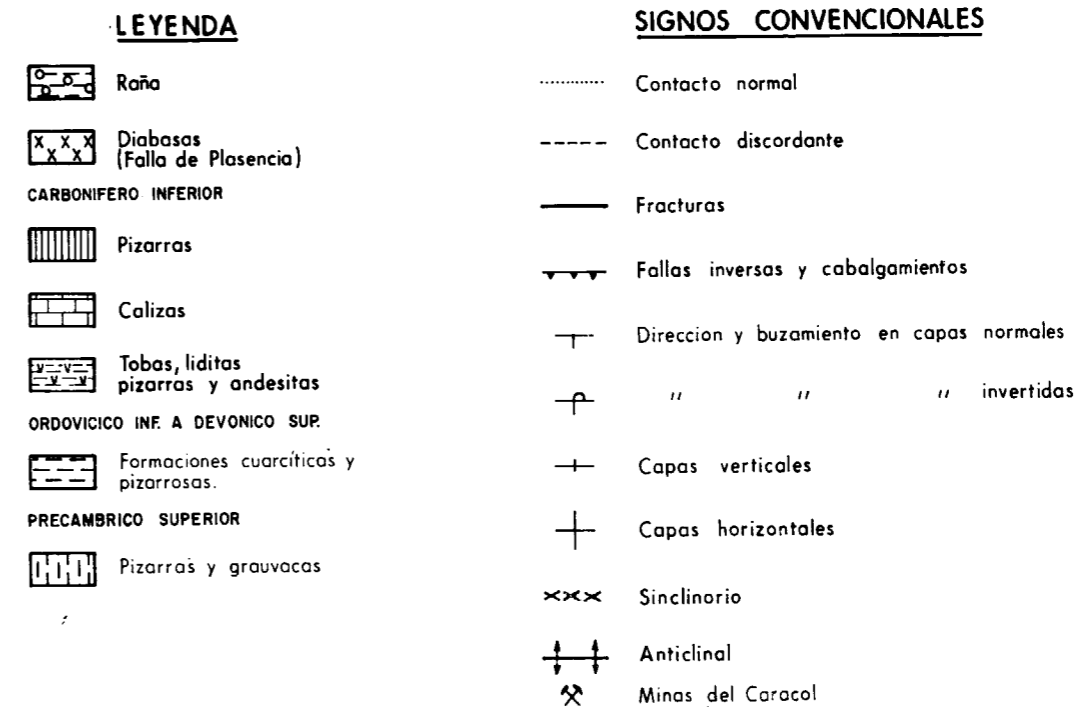 LEYENDA
Raña
Diabasas
(Falla de Plasencia)
CARBONIFERO INFERIOR
Pizarras
Calizas
Tobas, liditas
pizarras y andesitas
ORDOVICICO INF. A DEVONICO SUP.
Formaciones cuarcíticas y
pizarrosas.
PRECAMBRICO SUPERIOR
Pizarras y grauvacas
SIGNOS CONVENCIONALES
Contacto normal
Contacto discordante
Fracturas
Fallas inversas y cabalgamientos
Direccion y buzamiento en capas normales
" " " invertidas
Capas verticales
Capas horizontales
Sinclinorio
Anticlinal
Minas del Caracol